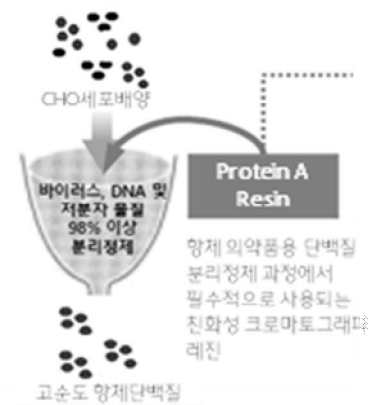 CHO세포배양
바이러스, DNA 및
저분자 물질
98% 이상
분리정제
Protein A
Resin
항체 의약품용 단백질
분리정제 과정에서
필수적으로 사용되는
친화성 크로마토그래피
레진
고순도 항체단백질